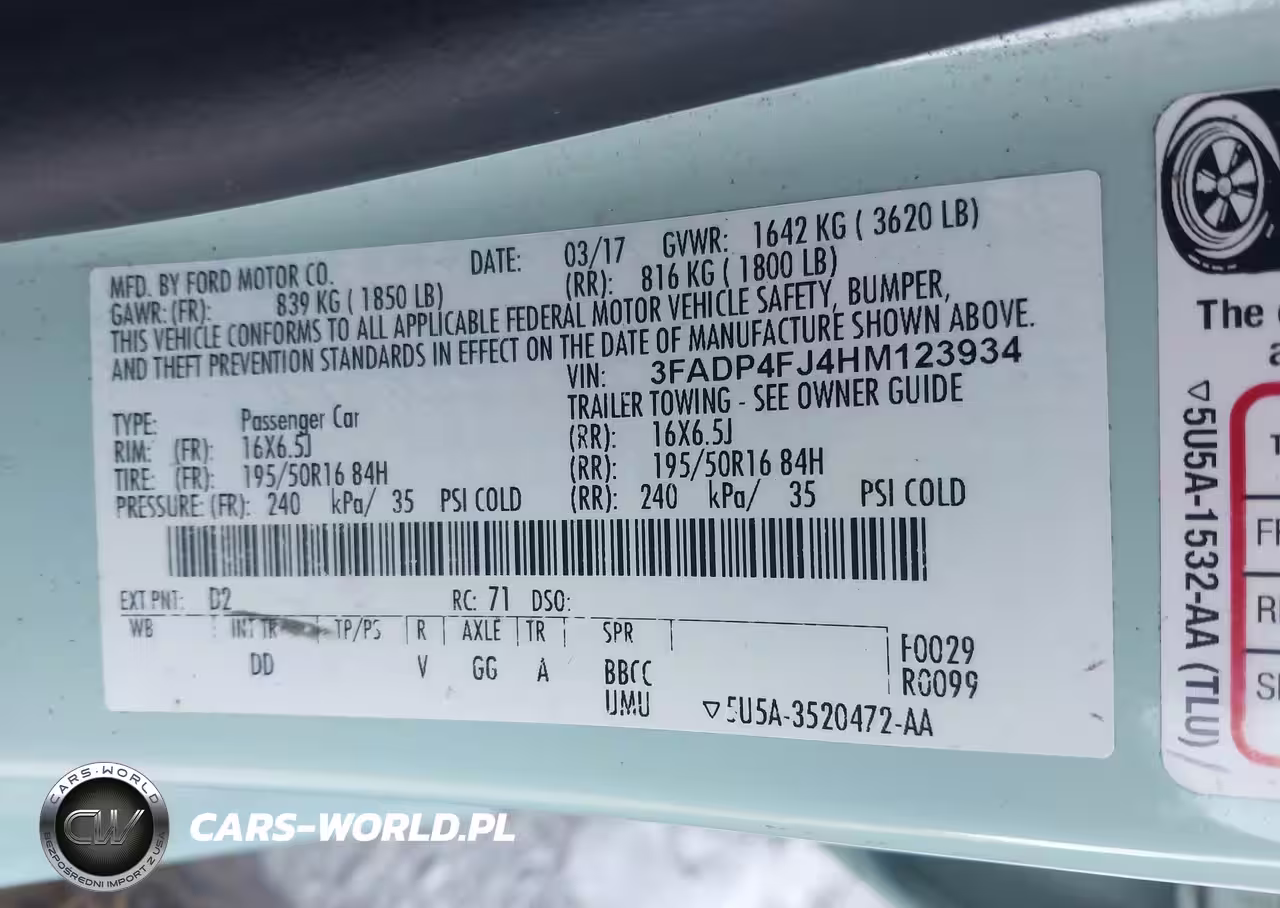 MFD. BY FORD MOTOR CO. DATE: 03/17 GVWR: 1642 KG ( 3620 LB)
GAWR: (FR): 839 KG ( 1850 LB) (RR): 816 KG ( 1800 LB)
THIS VEHICLE CONFORMS TO ALL APPLICABLE FEDERAL MOTOR VEHICLE SAFETY, BUMPER,
AND THEFT PREVENTION STANDARDS IN EFFECT ON THE DATE OF MANUFACTURE SHOWN ABOVE.
VIN: 3FADP4FJ4HM123934
TYPE: Passenger Car TRAILER TOWING - SEE OWNER GUIDE
RIM: (FR): 16X6.5J (RR): 16X6.5J
TIRE: (FR): 195/50R16 84H (RR): 195/50R16 84H
PRESSURE: (FR): 240 kPa/ 35 PSI COLD (RR): 240 kPa/ 35 PSI COLD
EXT PNT: D2 RC: 71 DSO:
WB INT TR TP/PS R AXLE TR SPR
F0029
DD V GG A BBCC
R0099
UMU
▽5U5A-3520472-AA
The
▽5U5A-1532-AA (TLU)
CARS-WORLD
CW
BEZPOŚREDNI IMPORT Z USA
CARS-WORLD.PL